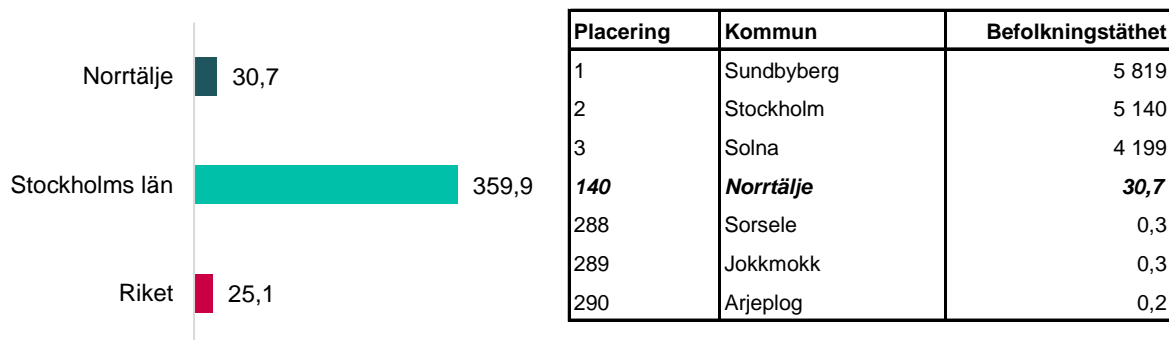 Norrtälje 30,7
Stockholms län 359,9
Riket 25,1
Placering Kommun Befolkningstäthet
1 Sundbyberg 5 819
2 Stockholm 5 140
3 Solna 4 199
140 Norrtälje 30,7
288 Sorsele 0,3
289 Jokkmokk 0,3
290 Arjeplog 0,2